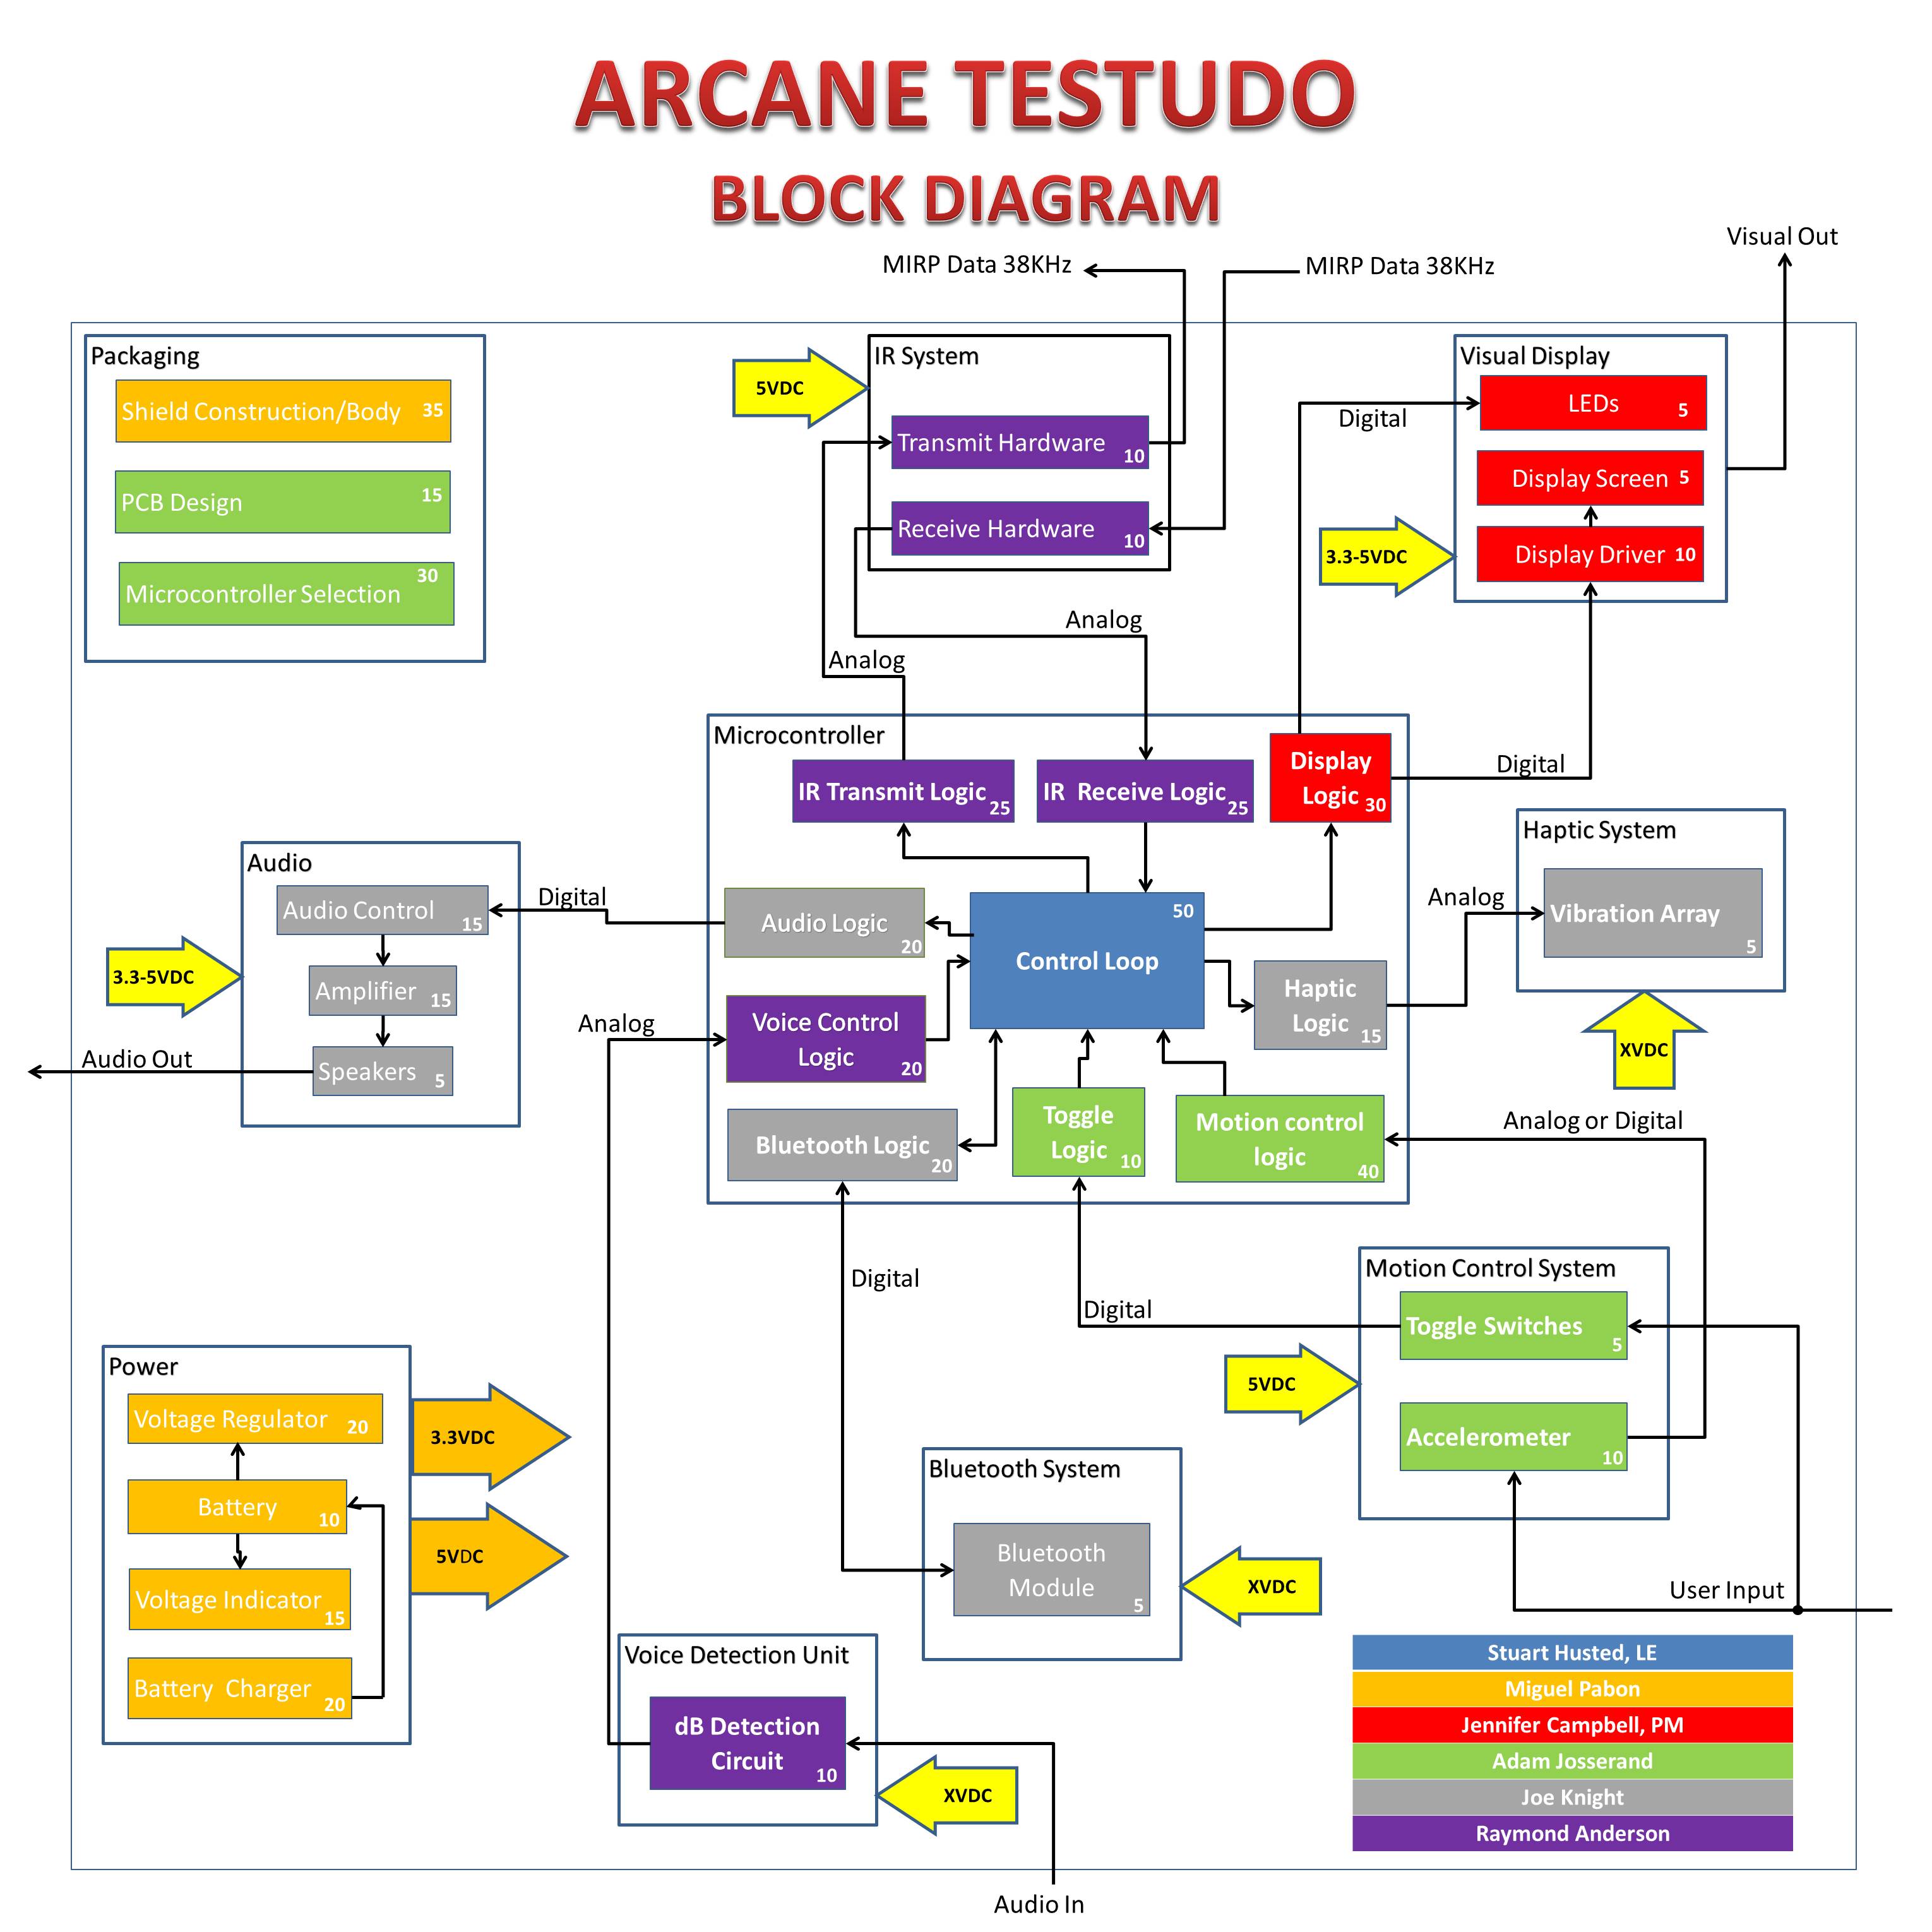 ARCANE TESTUDO
BLOCK DIAGRAM
Visual Out
MIRP Data 38KHz
MIRP Data 38KHz
Packaging
Shield Construction/Body 35
PCB Design 15
Microcontroller Selection 30
5VDC
IR System
Transmit Hardware 10
Receive Hardware 10
Visual Display
LEDs 5
Display Screen 5
Display Driver 10
Digital
3.3-5VDC
Analog
Analog
Microcontroller
IR Transmit Logic 25
IR Receive Logic 25
Display
Logic 30
Digital
Audio
Audio Control 15
Amplifier 15
Speakers 5
3.3-5VDC
Audio Out
Digital
Audio Logic
20
50
Control Loop
Voice Control
Logic
20
Analog
Haptic
Logic
15
Analog
Haptic System
Vibration Array
5
XVDC
Bluetooth Logic
20
Toggle
Logic 10
Motion control
logic
40
Analog or Digital
Digital
Digital
Motion Control System
Toggle Switches
5
Accelerometer
10
5VDC
User Input
Power
Voltage Regulator 20
Battery
10
Voltage Indicator
15
Battery Charger
20
3.3VDC
5VDC
Bluetooth System
Bluetooth
Module
5
XVDC
Voice Detection Unit
dB Detection
Circuit
10
XVDC
Audio In
Stuart Husted, LE
Miguel Pabon
Jennifer Campbell, PM
Adam Josserand
Joe Knight
Raymond Anderson